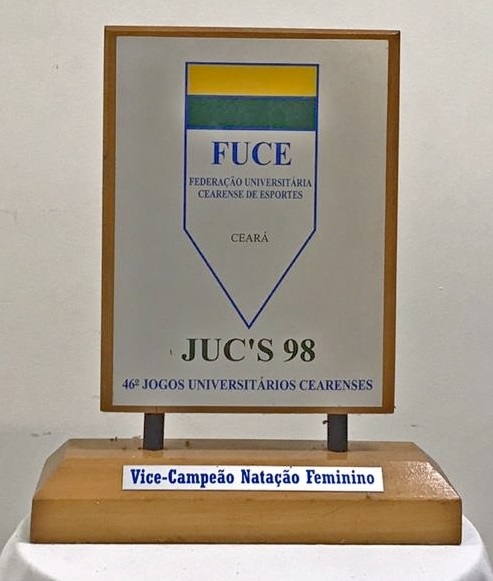 FUCE
FEDERAÇÃO UNIVERSITÁRIA
CEARENSE DE ESPORTES
CEARÁ
JUC'S 98
46º JOGOS UNIVERSITÁRIOS CEARENSES
Vice-Campeão Natação Feminino